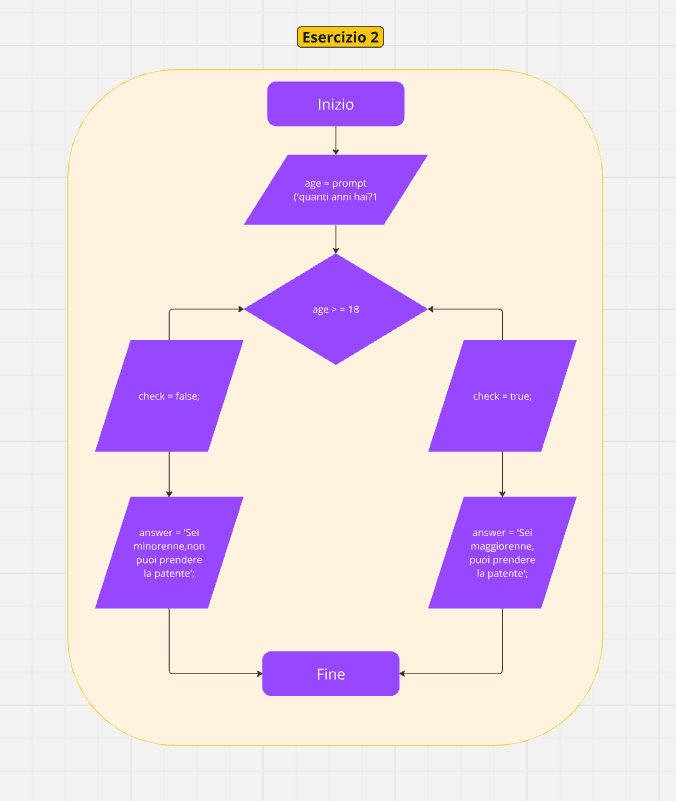 Esercizio 2
Inizio
age = prompt
('quanti anni hai?1
age > = 18
check = false;
check = true;
answer = 'Sei
minorenne,non
puoi prendere
la patente';
answer = 'Sei
maggiorenne,
puoi prendere
la patente';
Fine